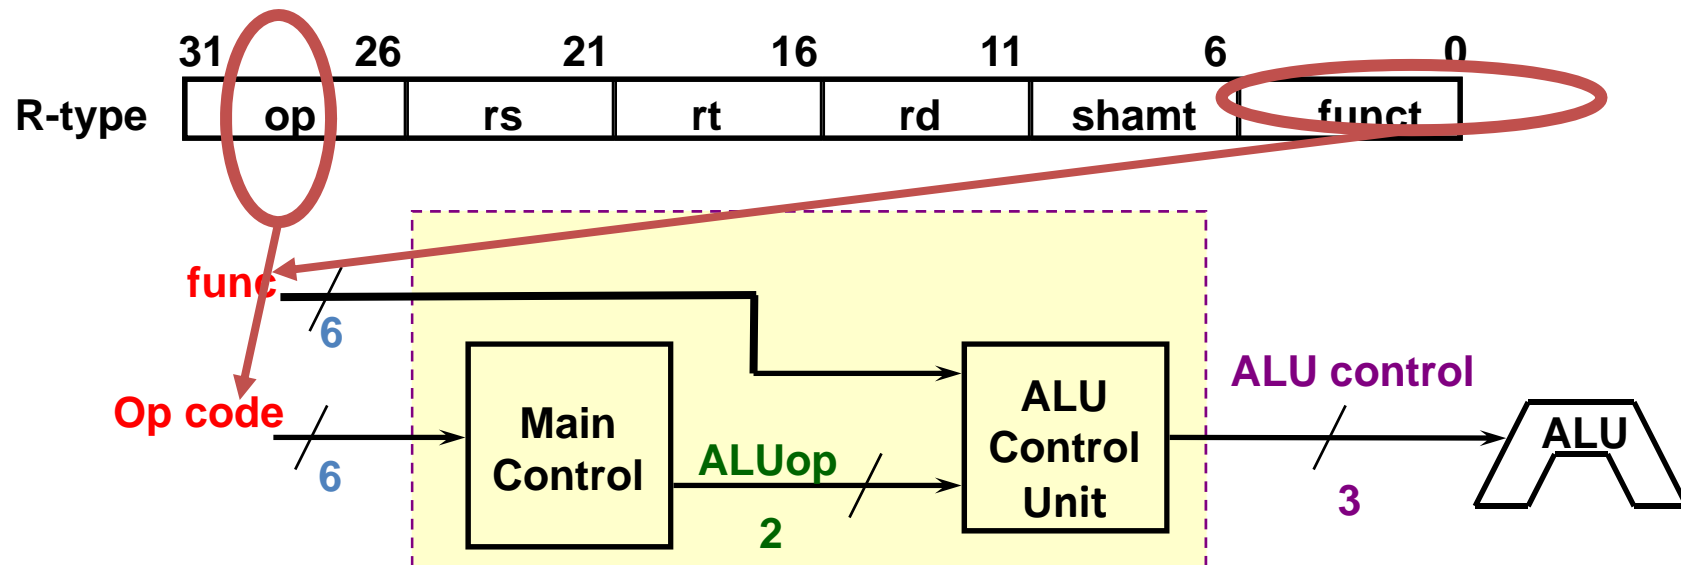 31 26 21 16 11 6 0
R-type op rs rt rd shamt funct
func
6
Op code
6
Main
Control
ALUop
2
ALU
Control
Unit
ALU control
3
ALU